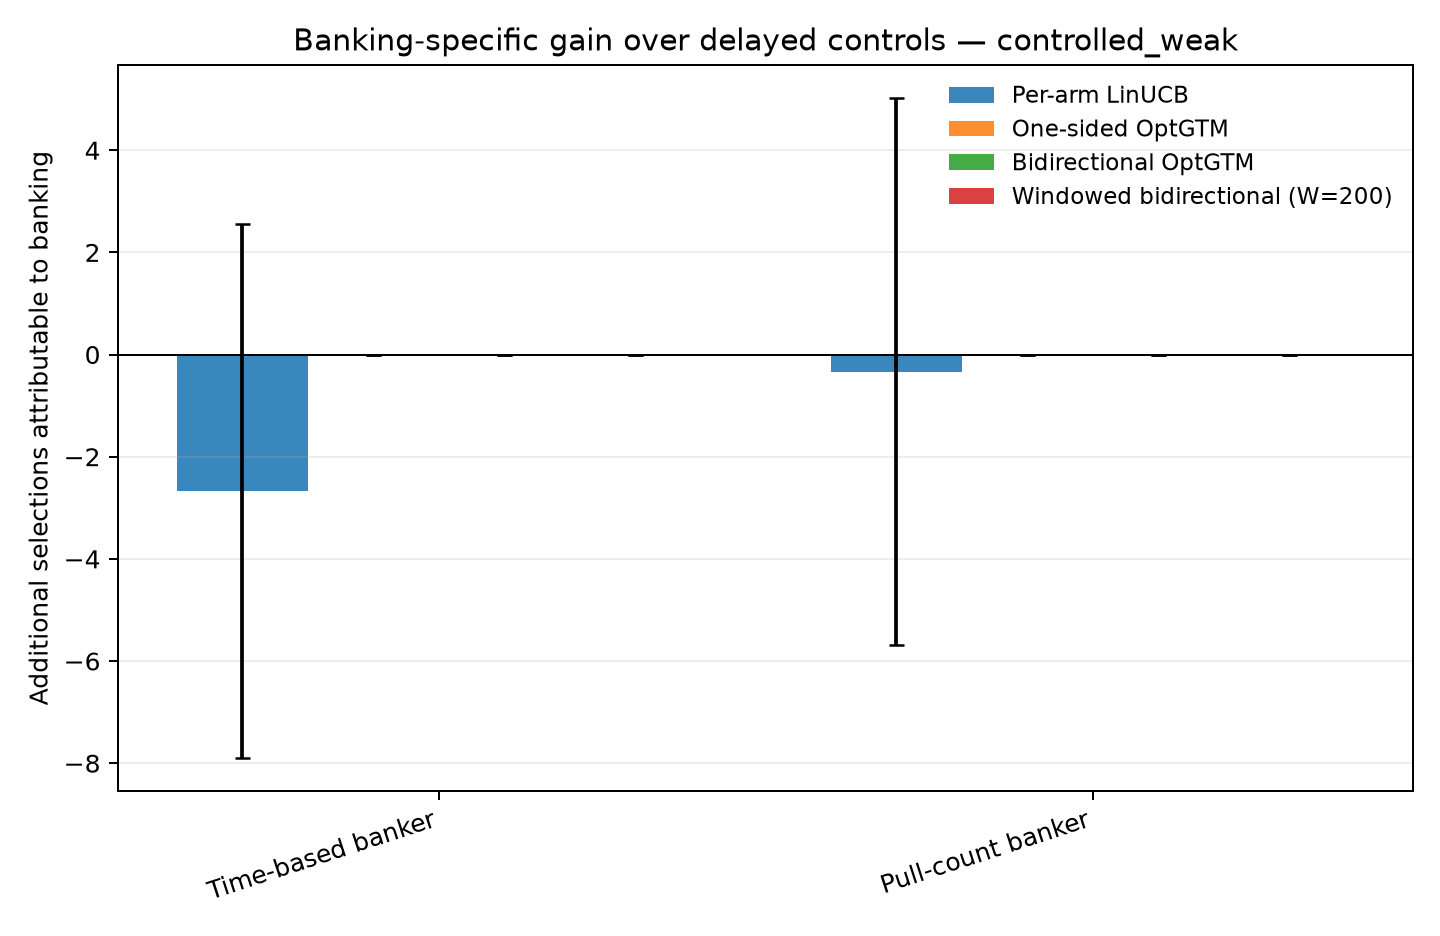 Banking-specific gain over delayed controls — controlled_weak
Additional selections attributable to banking
4
2
0
−2
−4
−6
−8
Per-arm LinUCB
One-sided OptGTM
Bidirectional OptGTM
Windowed bidirectional (W=200)
Time-based banker
Pull-count banker